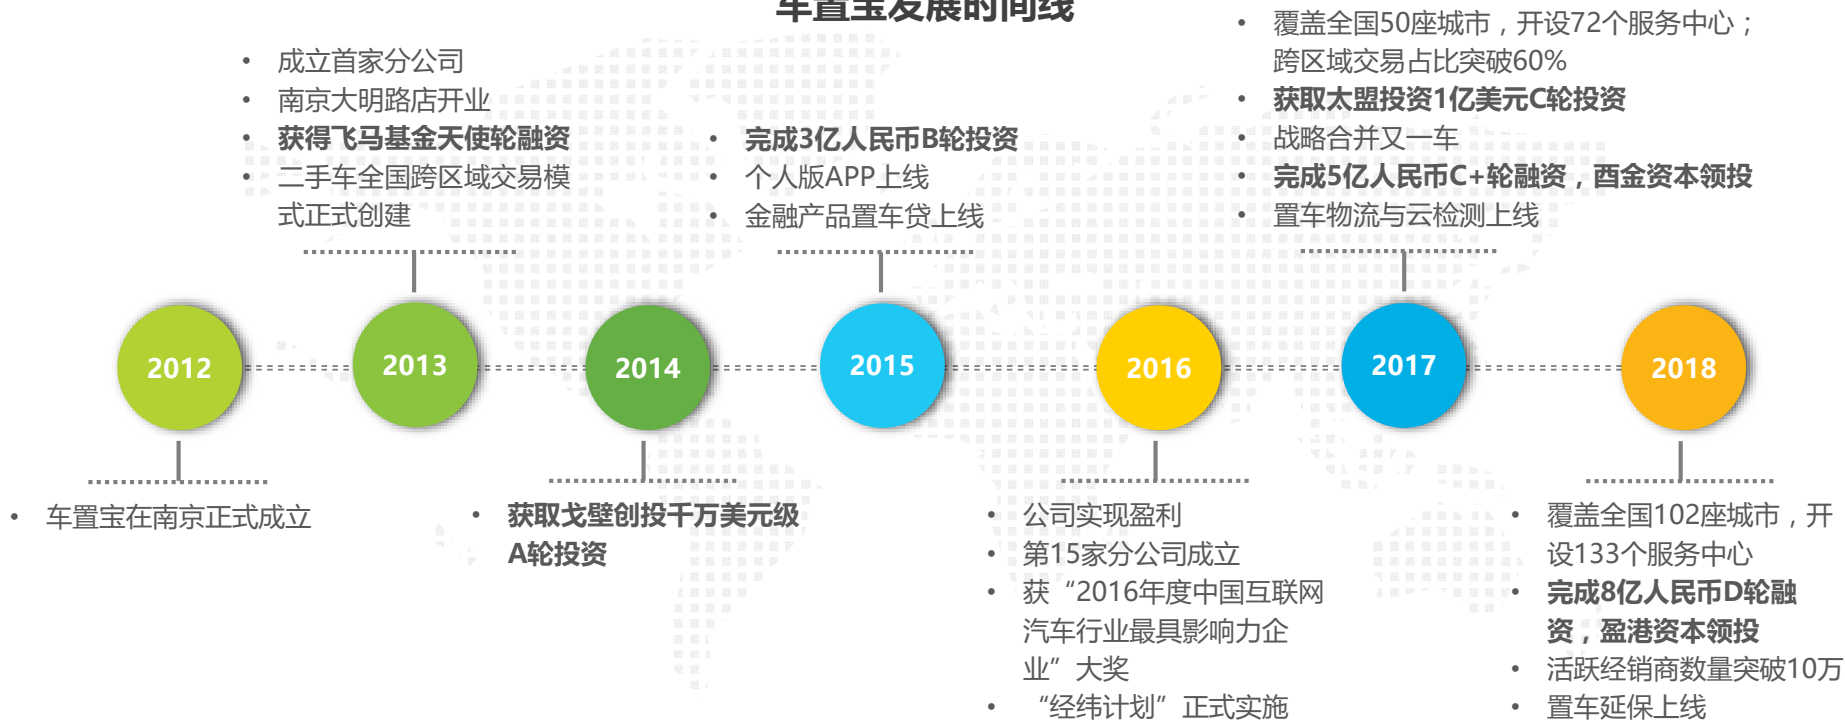 车置宝发展时间线
• 成立首家分公司
• 南京大明路店开业
• 获得飞马基金天使轮融资
• 二手车全国跨区域交易模
式正式创建
• 完成3亿人民币B轮投资
• 个人版APP上线
• 金融产品置车贷上线
• 覆盖全国50座城市，开设72个服务中心；
跨区域交易占比突破60%
• 获取太盟投资1亿美元C轮投资
• 战略合并又一车
• 完成5亿人民币C+轮融资，酉金资本领投
• 置车物流与云检测上线
2012
2013
2014
2015
2016
2017
2018
• 车置宝在南京正式成立
• 获取戈壁创投千万美元级
A轮投资
• 公司实现盈利
• 第15家分公司成立
• 获“2016年度中国互联网
汽车行业最具影响力企
业”大奖
• “经纬计划”正式实施
• 覆盖全国102座城市，开
设133个服务中心
• 完成8亿人民币D轮融
资，盈港资本领投
• 活跃经销商数量突破10万
• 置车延保上线